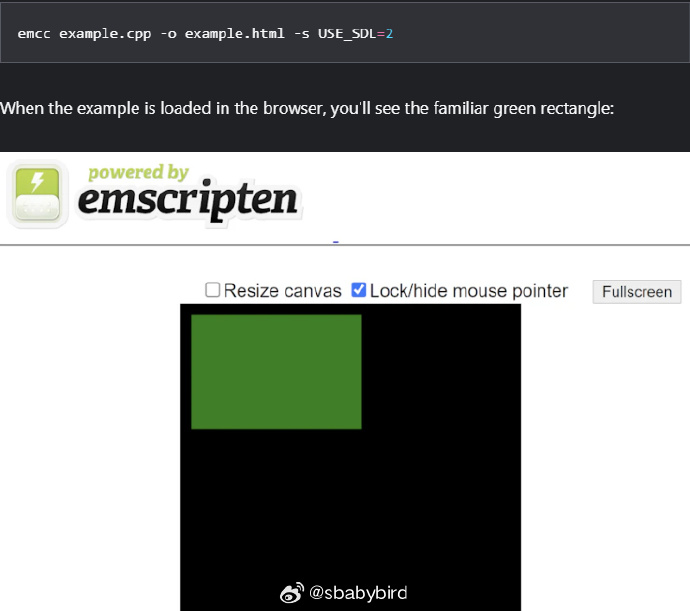 emcc example.cpp -o example.html -s USE_SDL=2
When the example is loaded in the browser, you'll see the familiar green rectangle:
powered by
emscripten
Resize canvas Lock/hide mouse pointer Fullscreen
@sbabybird